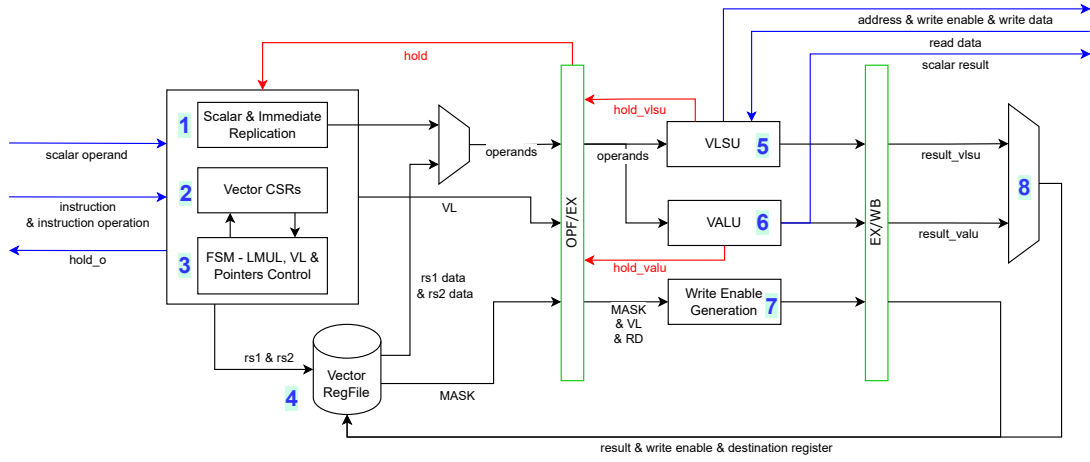 address & write enable & write data
read data
scalar result
hold
hold_vlsu
1
Scalar & Immediate
Replication
scalar operand
operands
operands
VLSU
5
result_vlsu
8
2
Vector CSRs
instruction
& instruction operation
VL
OPF/EX
VALU
6
EX/WB
result_valu
3
FSM - LMUL, VL &
Pointers Control
hold_o
hold_valu
rs1 data
& rs2 data
MASK
& VL
& RD
Write Enable
Generation
7
rs1 & rs2
4
Vector
RegFile
MASK
result & write enable & destination register